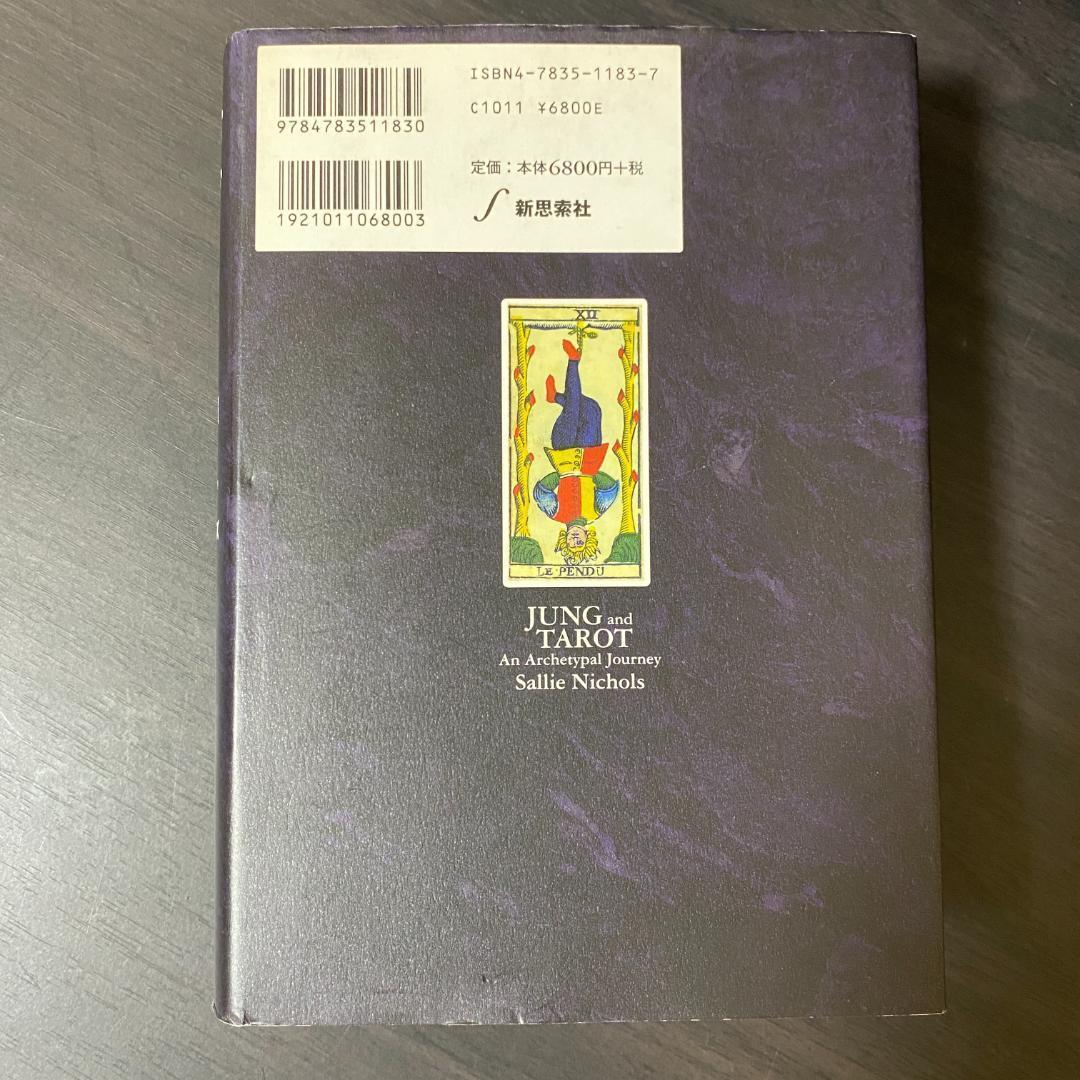 ISBN4-7835-1183-7
C1011 ¥6800E
9784783511830
定価：本体6800円+税
1921011068003
新思索社
XII
LE·PENDU
JUNG and
TAROT
An Archetypal Journey
Sallie Nichols